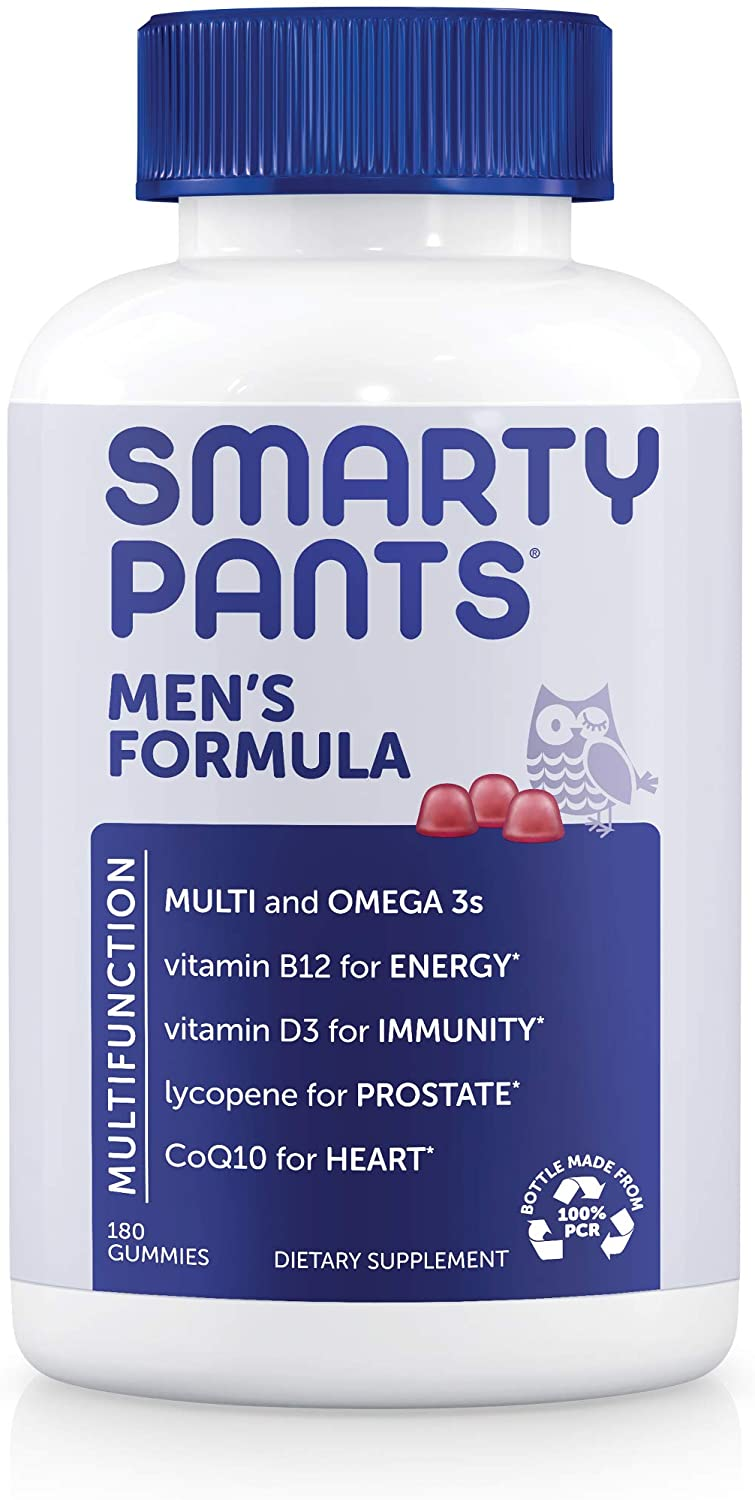 SMARTY
PANTS®
MEN'S
FORMULA
MULTIFUNCTION
MULTI and OMEGA 3s
vitamin B12 for ENERGY*
vitamin D3 for IMMUNITY*
lycopene for PROSTATE*
CoQ10 for HEART*
180
GUMMIES
DIETARY SUPPLEMENT
BOTTLE MADE FROM
100%
PCR